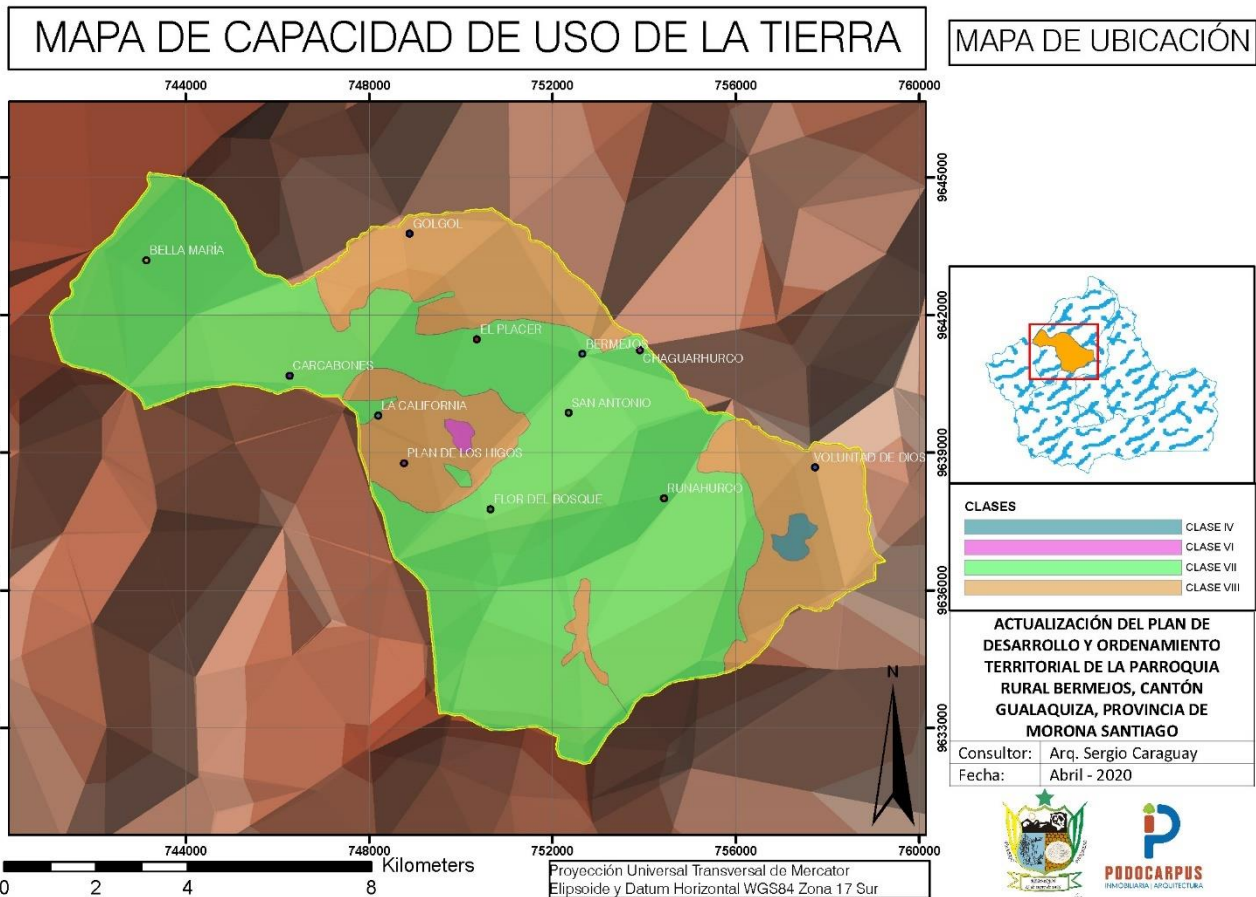 MAPA DE CAPACIDAD DE USO DE LA TIERRA
MAPA DE UBICACIÓN
744000 748000 752000 756000 760000
9645000
9642000
9639000
9636000
9633000
GOLGOL
BELLA MARÍA
EL PLACER
BERMEJOS
CHAGUARHURCO
CARCABONES
LA CALIFORNIA
SAN ANTONIO
PLAN DE LOS HIGOS
VOLUNTAD DE DIOS
RUNAHURCO
FLOR DEL BOSQUE
N
744000 748000 752000 756000 760000
Kilometers
0 2 4 8
Proyección Universal Transversal de Mercator
Elipsoide y Datum Horizontal WGS84 Zona 17 Sur
CLASES
CLASE IV
CLASE VI
CLASE VII
CLASE VIII
ACTUALIZACIÓN DEL PLAN DE
DESARROLLO Y ORDENAMIENTO
TERRITORIAL DE LA PARROQUIA
RURAL BERMEJOS, CANTÓN
GUALAQUIZA, PROVINCIA DE
MORONA SANTIAGO
Consultor: Arq. Sergio Caraguay
Fecha: Abril - 2020
PODOCARPUS
INMOBILIARIA | ARQUITECTURA